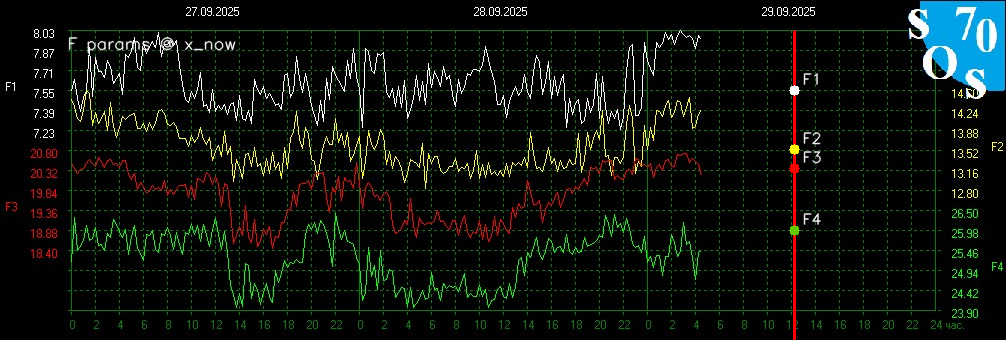 27.09.2025 28.09.2025 29.09.2025
F params @ x_now
SOS 70
F1
8.03
7.87
7.71
7.55
7.39
7.23
F3
20.80
20.32
19.84
19.36
18.88
18.40
F1
F2
F3
F4
14.24
13.88
13.52
13.16
12.80
F2
26.50
25.98
25.46
24.94
24.42
23.90
F4
0 2 4 6 8 10 12 14 16 18 20 22 0 2 4 6 8 10 12 14 16 18 20 22 0 2 4 6 8 10 12 14 16 18 20 22 24 час.